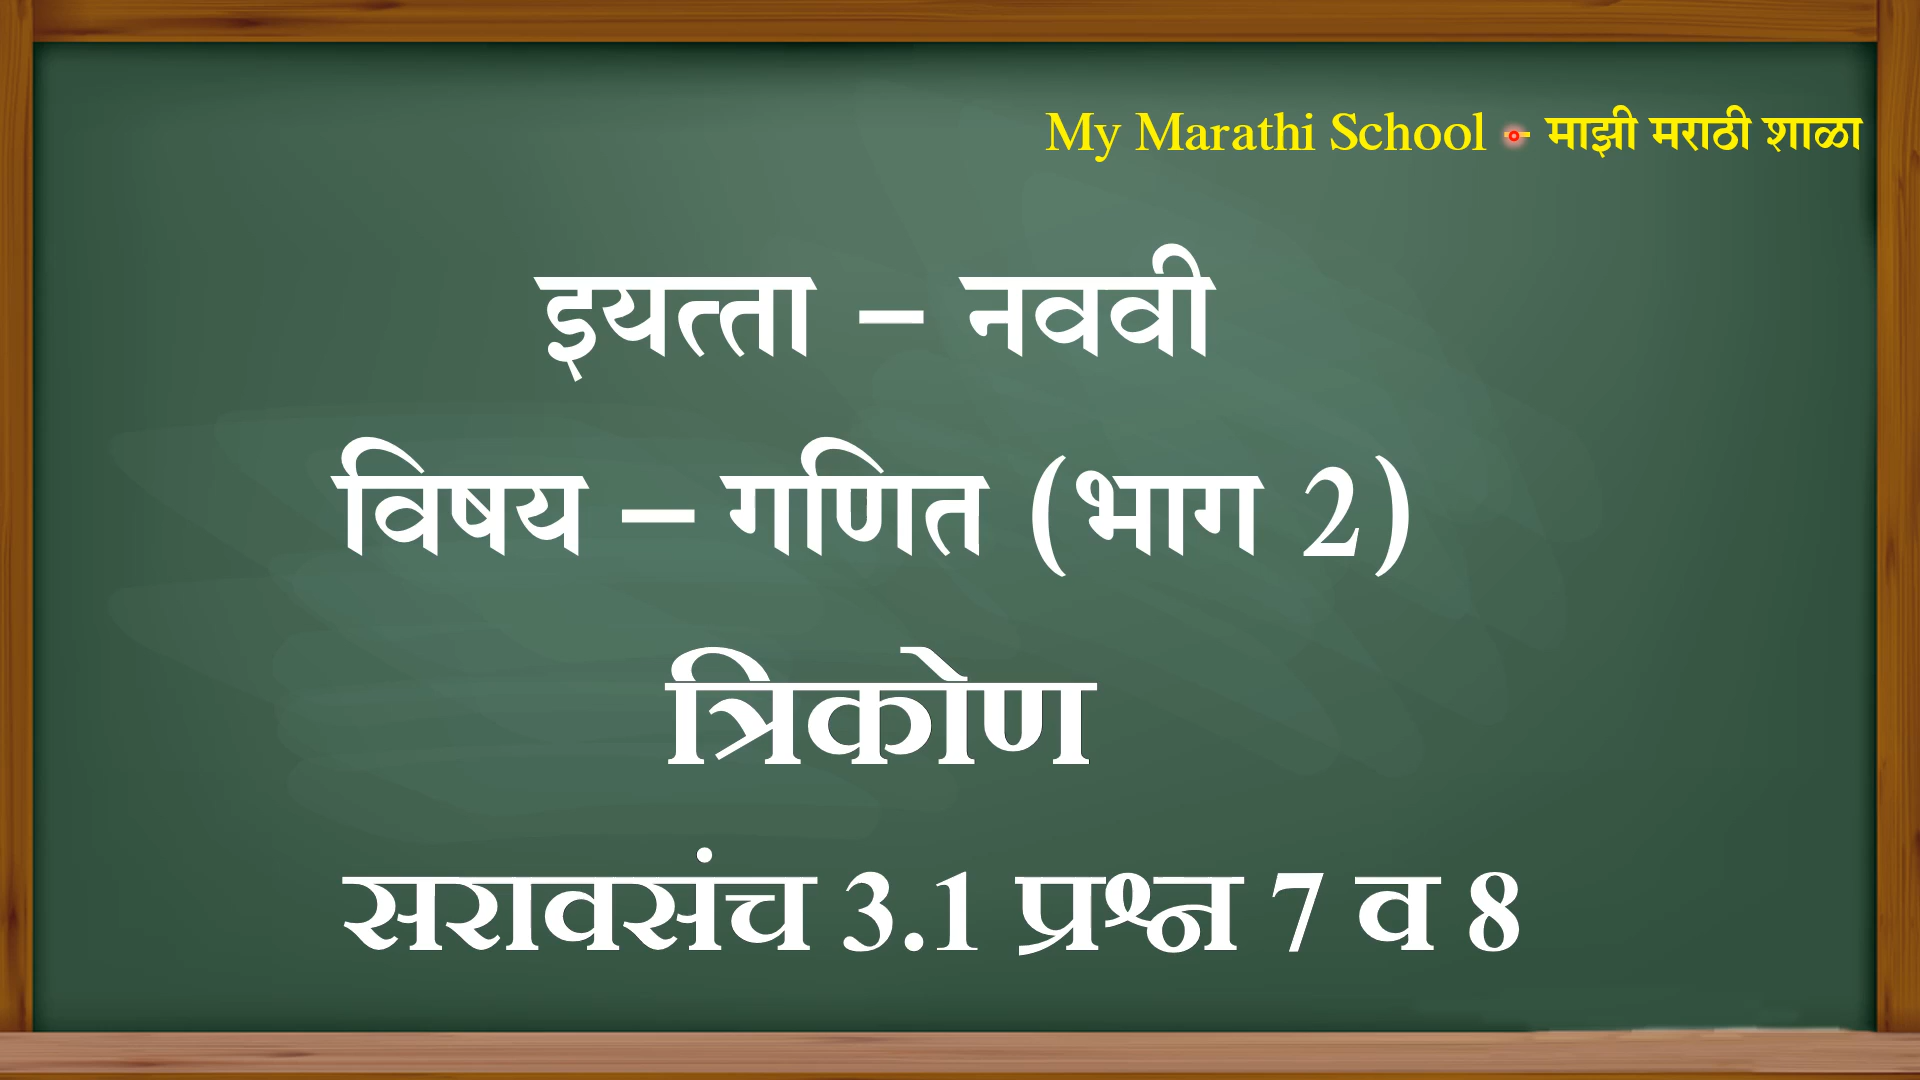 My Marathi School - माझी मराठी शाळा
इयत्ता – नववी
विषय – गणित (भाग 2)
त्रिकोण
सरावसंच 3.1 प्रश्न 7 व 8